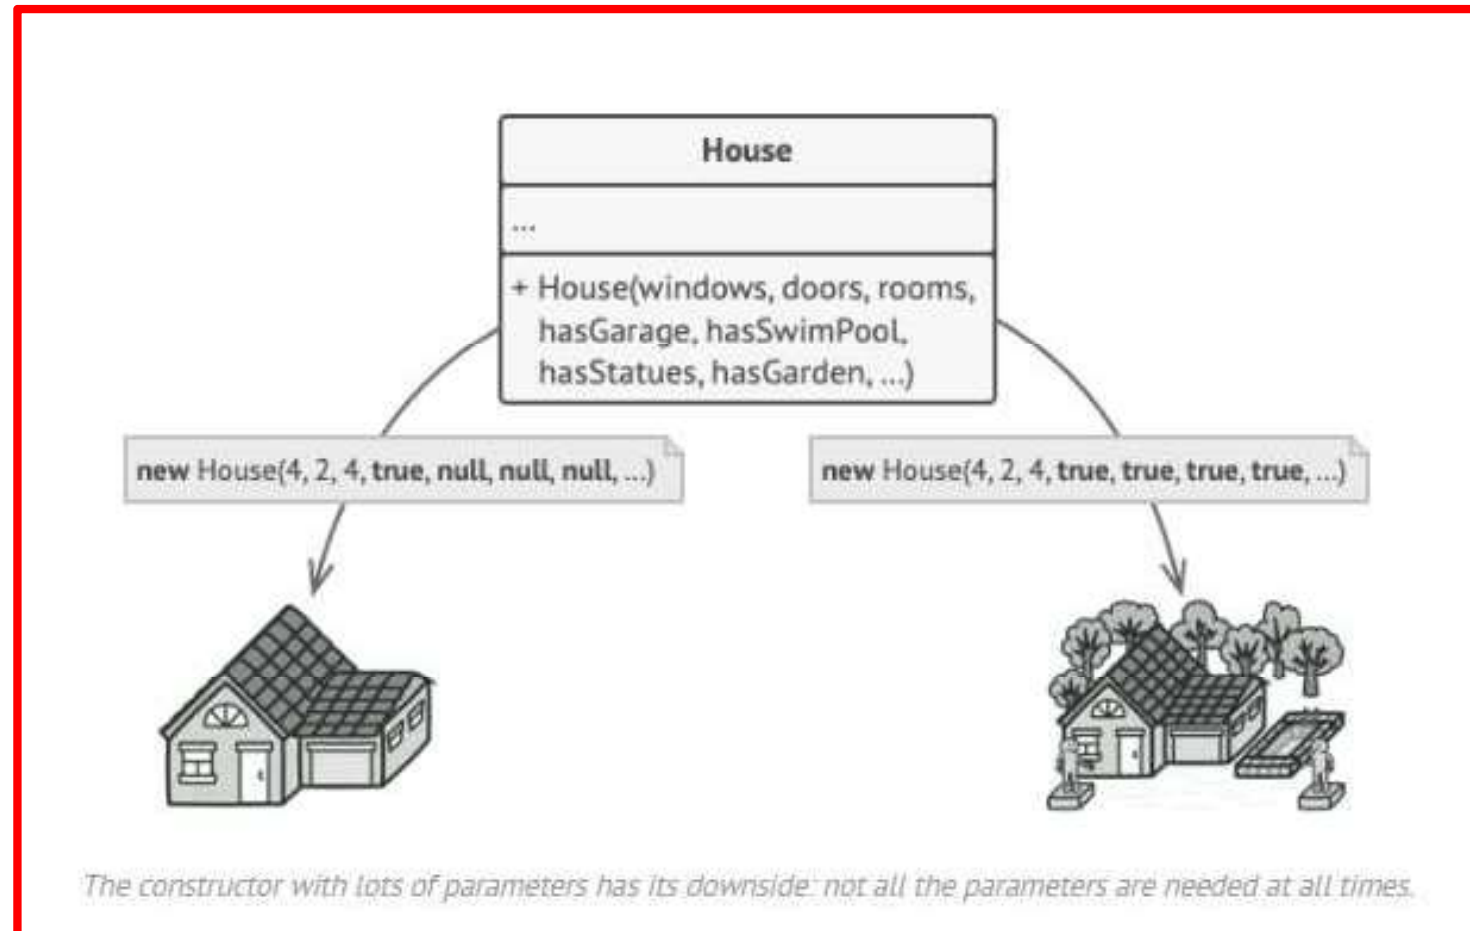 House
...
+ House(windows, doors, rooms,
hasGarage, hasSwimPool,
hasStatues, hasGarden, ...)
new House(4, 2, 4, true, null, null, null, ...)
new House(4, 2, 4, true, true, true, true, ...)
The constructor with lots of parameters has its downside: not all the parameters are needed at all times.